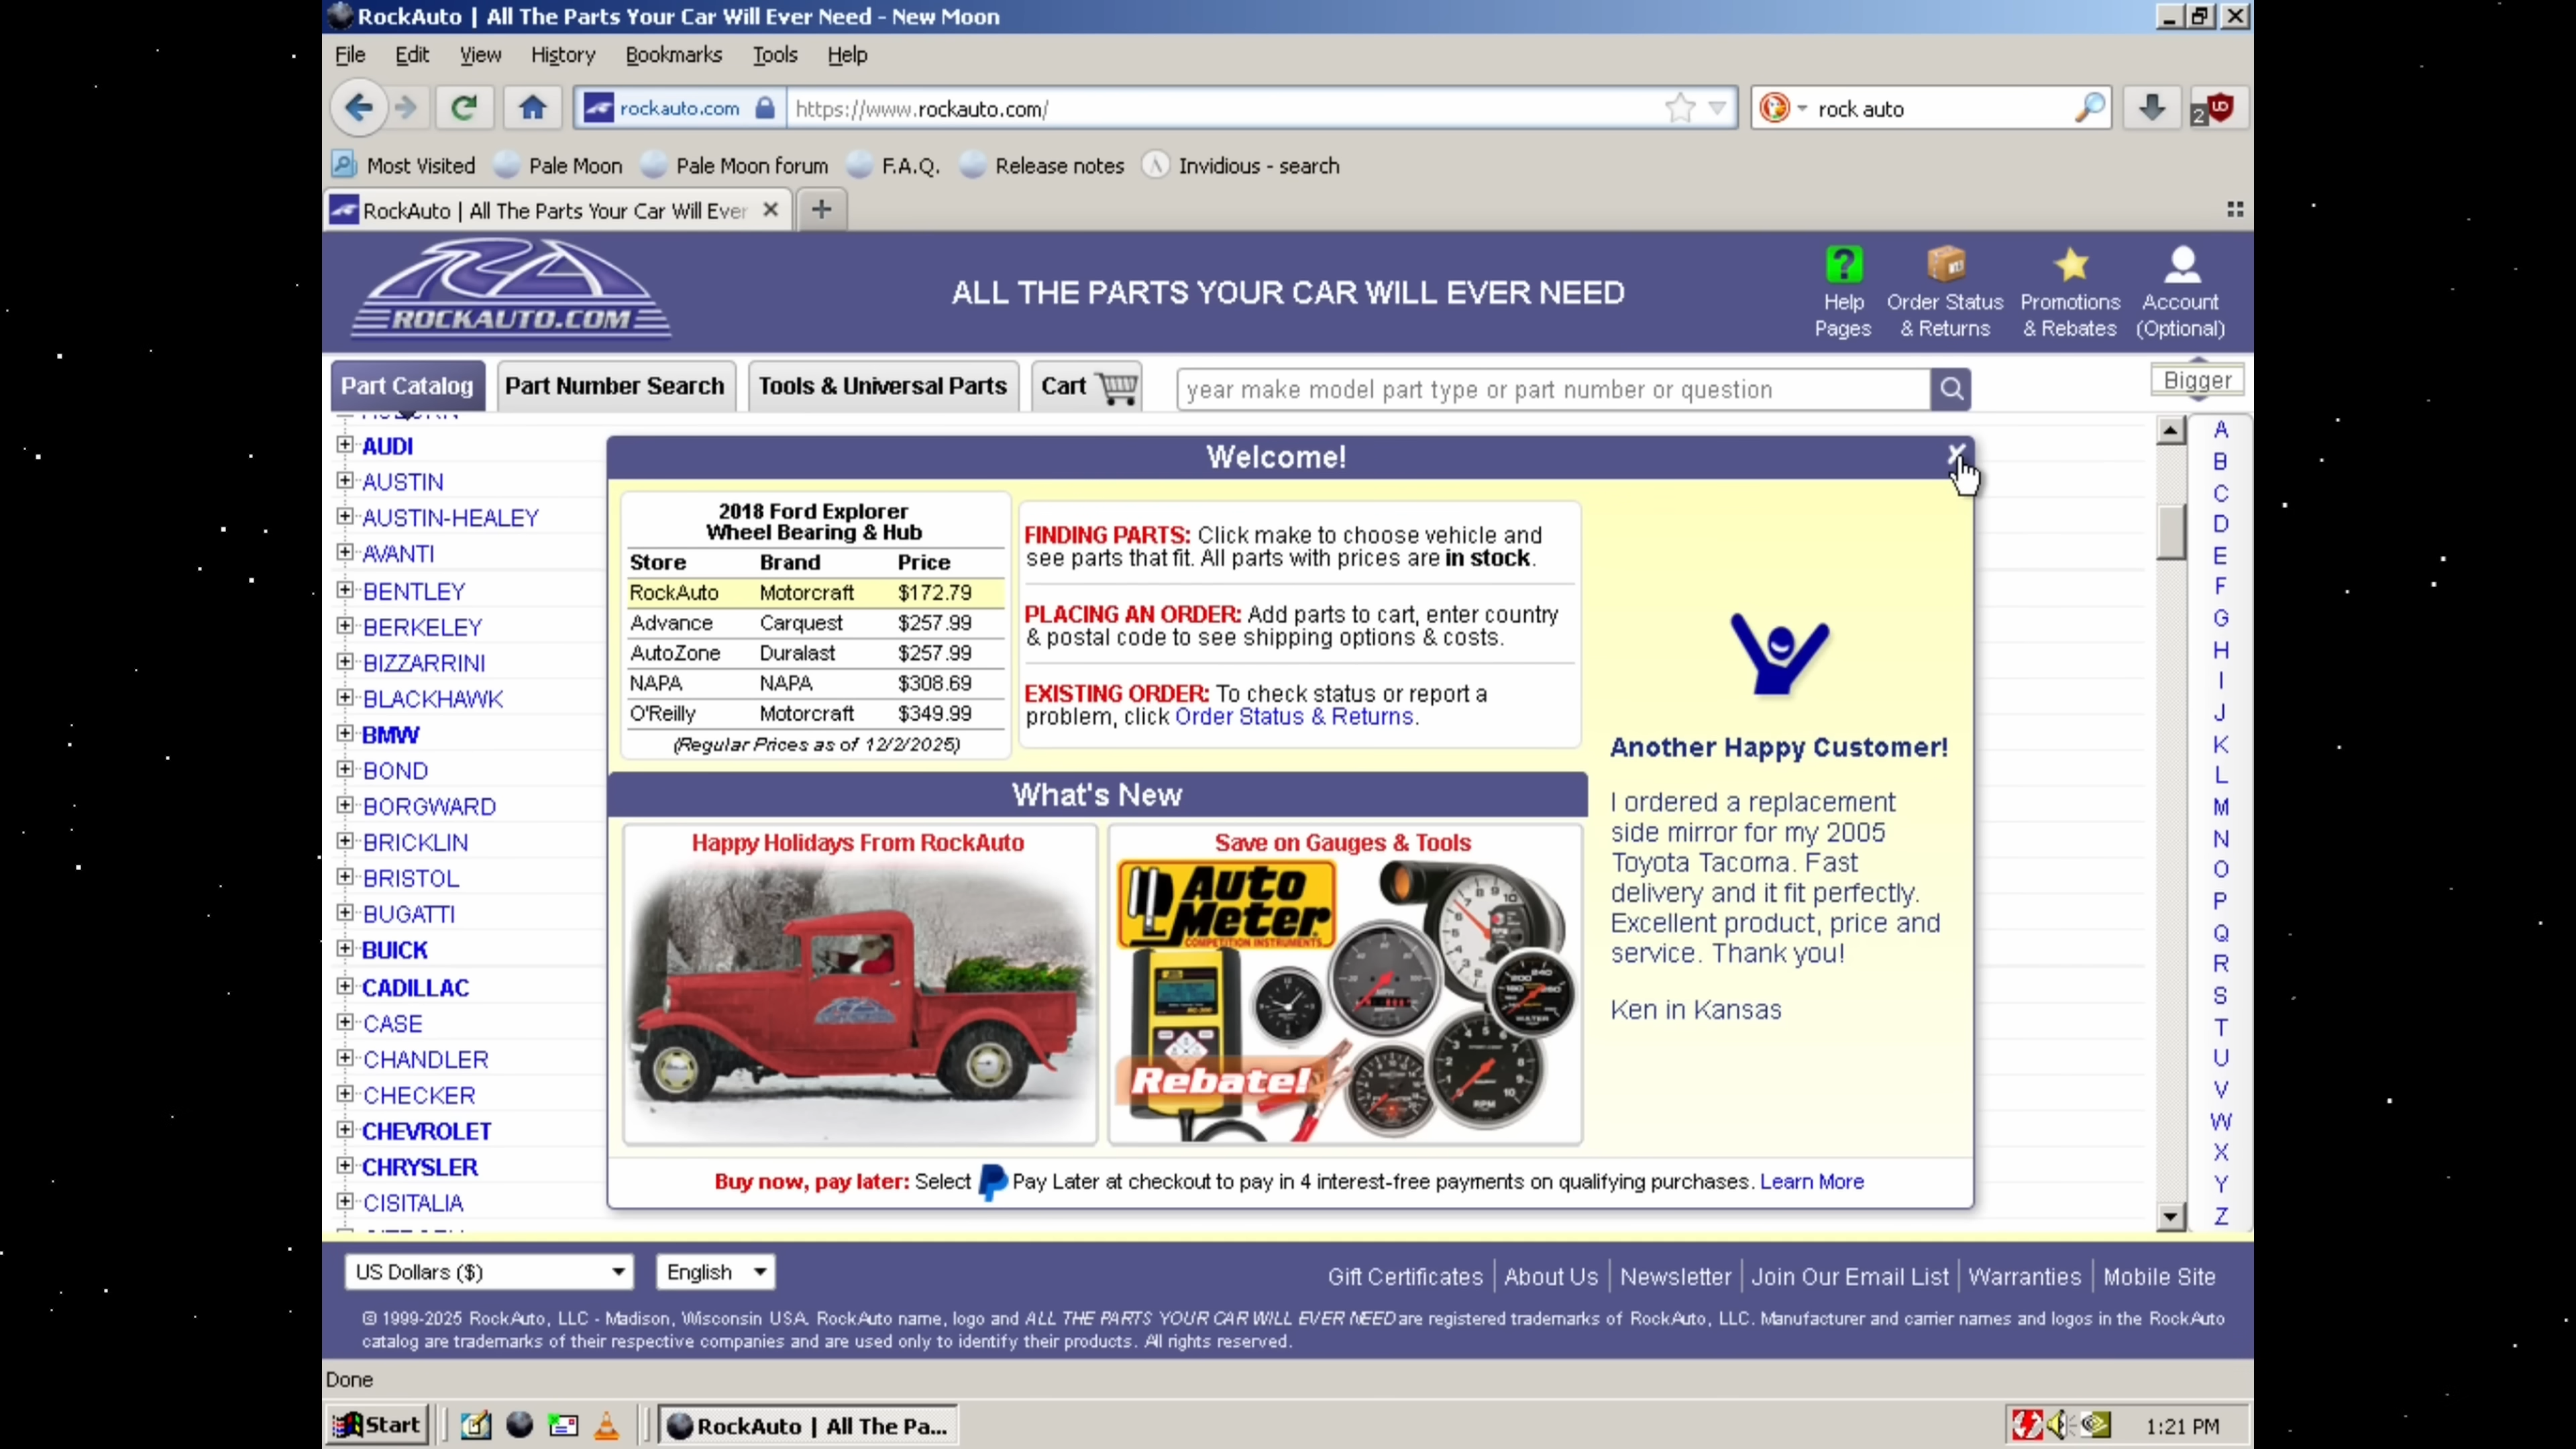 RockAuto | All The Parts Your Car Will Ever Need - New Moon
File Edit View History Bookmarks Tools Help
rockauto.com https://www.rockauto.com/ rock auto 2
Most Visited Pale Moon Pale Moon forum F.A.Q. Release notes Invidious - search
RockAuto | All The Parts Your Car Will Ever
ROCKAUTO.COM
ALL THE PARTS YOUR CAR WILL EVER NEED
Help Pages
Order Status & Returns
Promotions & Rebates
Account (Optional)
Part Catalog Part Number Search Tools & Universal Parts Cart year make model part type or part number or question Bigger
AUDI
AUSTIN
AUSTIN-HEALEY
AVANTI
BENTLEY
BERKELEY
BIZZARRINI
BLACKHAWK
BMW
BOND
BORGWARD
BRICKLIN
BRISTOL
BUGATTI
BUICK
CADILLAC
CASE
CHANDLER
CHECKER
CHEVROLET
CHRYSLER
CISITALIA
Welcome!
2018 Ford Explorer
Wheel Bearing & Hub
Store Brand Price
RockAuto Motorcraft $172.79
Advance Carquest $257.99
AutoZone Duralast $257.99
NAPA NAPA $308.69
O'Reilly Motorcraft $349.99
(Regular Prices as of 12/2/2025)
FINDING PARTS: Click make to choose vehicle and
see parts that fit. All parts with prices are in stock.
PLACING AN ORDER: Add parts to cart, enter country
& postal code to see shipping options & costs.
EXISTING ORDER: To check status or report a
problem, click Order Status & Returns.
Another Happy Customer!
I ordered a replacement
side mirror for my 2005
Toyota Tacoma. Fast
delivery and it fit perfectly.
Excellent product, price and
service. Thank you!
Ken in Kansas
What's New
Happy Holidays From RockAuto
Save on Gauges & Tools
Auto
Meter
COMPETITION INSTRUMENTS
Rebate!
Buy now, pay later: Select Pay Later at checkout to pay in 4 interest-free payments on qualifying purchases. Learn More
A
B
C
D
E
F
G
H
I
J
K
L
M
N
O
P
Q
R
S
T
U
V
W
X
Y
Z
US Dollars ($) English
Gift Certificates About Us Newsletter Join Our Email List Warranties Mobile Site
© 1999-2025 RockAuto, LLC - Madison, Wisconsin USA. RockAuto name, logo and ALL THE PARTS YOUR CAR WILL EVER NEED are registered trademarks of RockAuto, LLC. Manufacturer and carrier names and logos in the RockAuto
catalog are trademarks of their respective companies and are used only to identify their products. All rights reserved.
Done
Start RockAuto | All The Pa... 1:21 PM